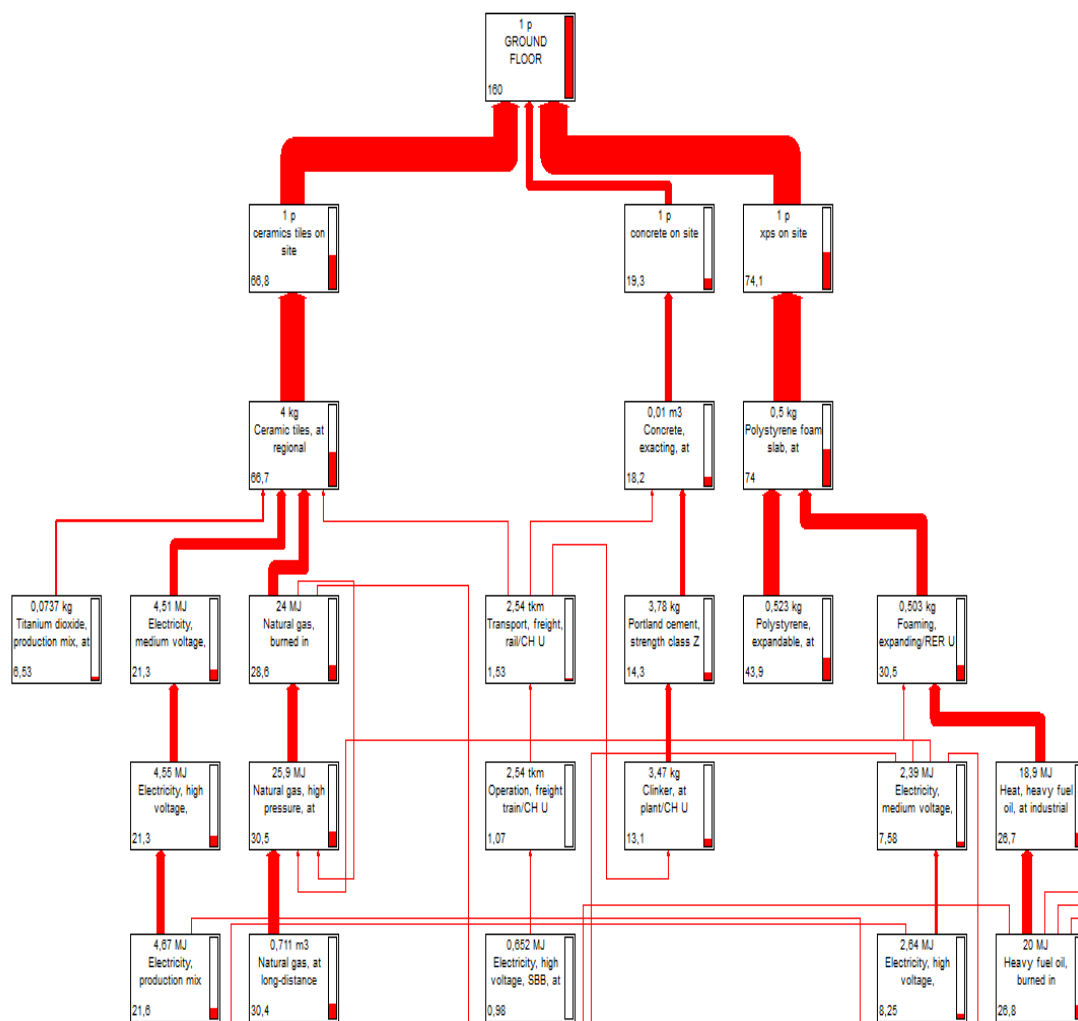 1 p
GROUND
FLOOR
160
1 p
ceramics tiles on
site
66,8
1 p
concrete on site
19,3
1 p
xps on site
74,1
4 kg
Ceramic tiles, at
regional
66,7
0,01 m3
Concrete,
exacting, at
18,2
0,5 kg
Polystyrene foam
slab, at
74
0,0737 kg
Titanium dioxide,
production mix, at
6,53
4,51 MJ
Electricity,
medium voltage,
21,3
24 MJ
Natural gas,
burned in
28,6
2,54 tkm
Transport, freight,
rail/CH U
1,53
3,78 kg
Portland cement,
strength class Z
14,3
0,523 kg
Polystyrene,
expandable, at
43,9
0,503 kg
Foaming,
expanding/RER U
30,5
4,55 MJ
Electricity, high
voltage,
21,3
25,9 MJ
Natural gas, high
pressure, at
30,5
2,54 tkm
Operation, freight
train/CH U
1,07
3,47 kg
Clinker, at
plant/CH U
13,1
2,39 MJ
Electricity,
medium voltage,
7,58
18,9 MJ
Heat, heavy fuel
oil, at industrial
26,7
4,67 MJ
Electricity,
production mix
21,6
0,711 m3
Natural gas, at
long-distance
30,4
0,652 MJ
Electricity, high
voltage, SBB, at
0,98
2,64 MJ
Electricity, high
voltage,
8,25
20 MJ
Heavy fuel oil,
burned in
26,8